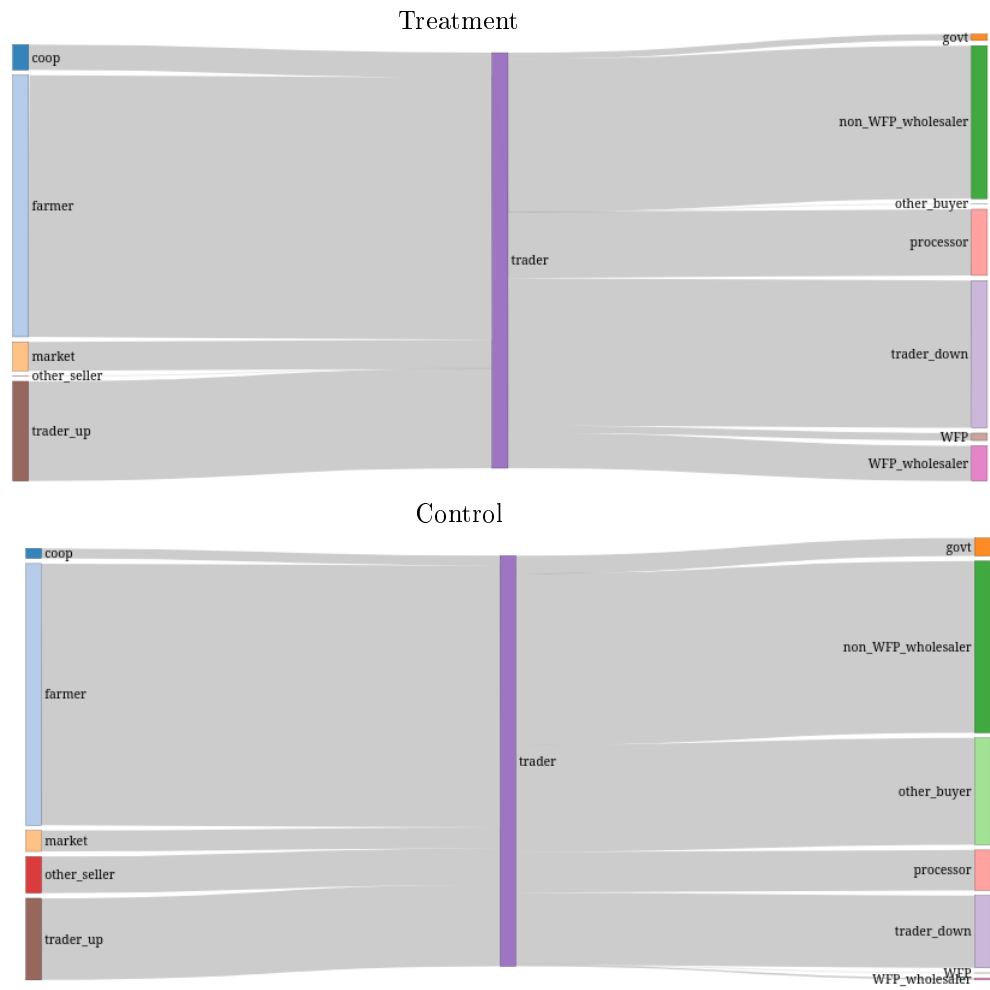 Treatment
govt
coop
non_WFP_wholesaler
other_buyer
farmer
processor
trader
trader_down
market
other_seller
trader_up
WFP
WFP_wholesaler
Control
govt
coop
non_WFP_wholesaler
farmer
trader
other_buyer
market
processor
other_seller
trader_down
trader_up
WFP
WFP_wholesaler